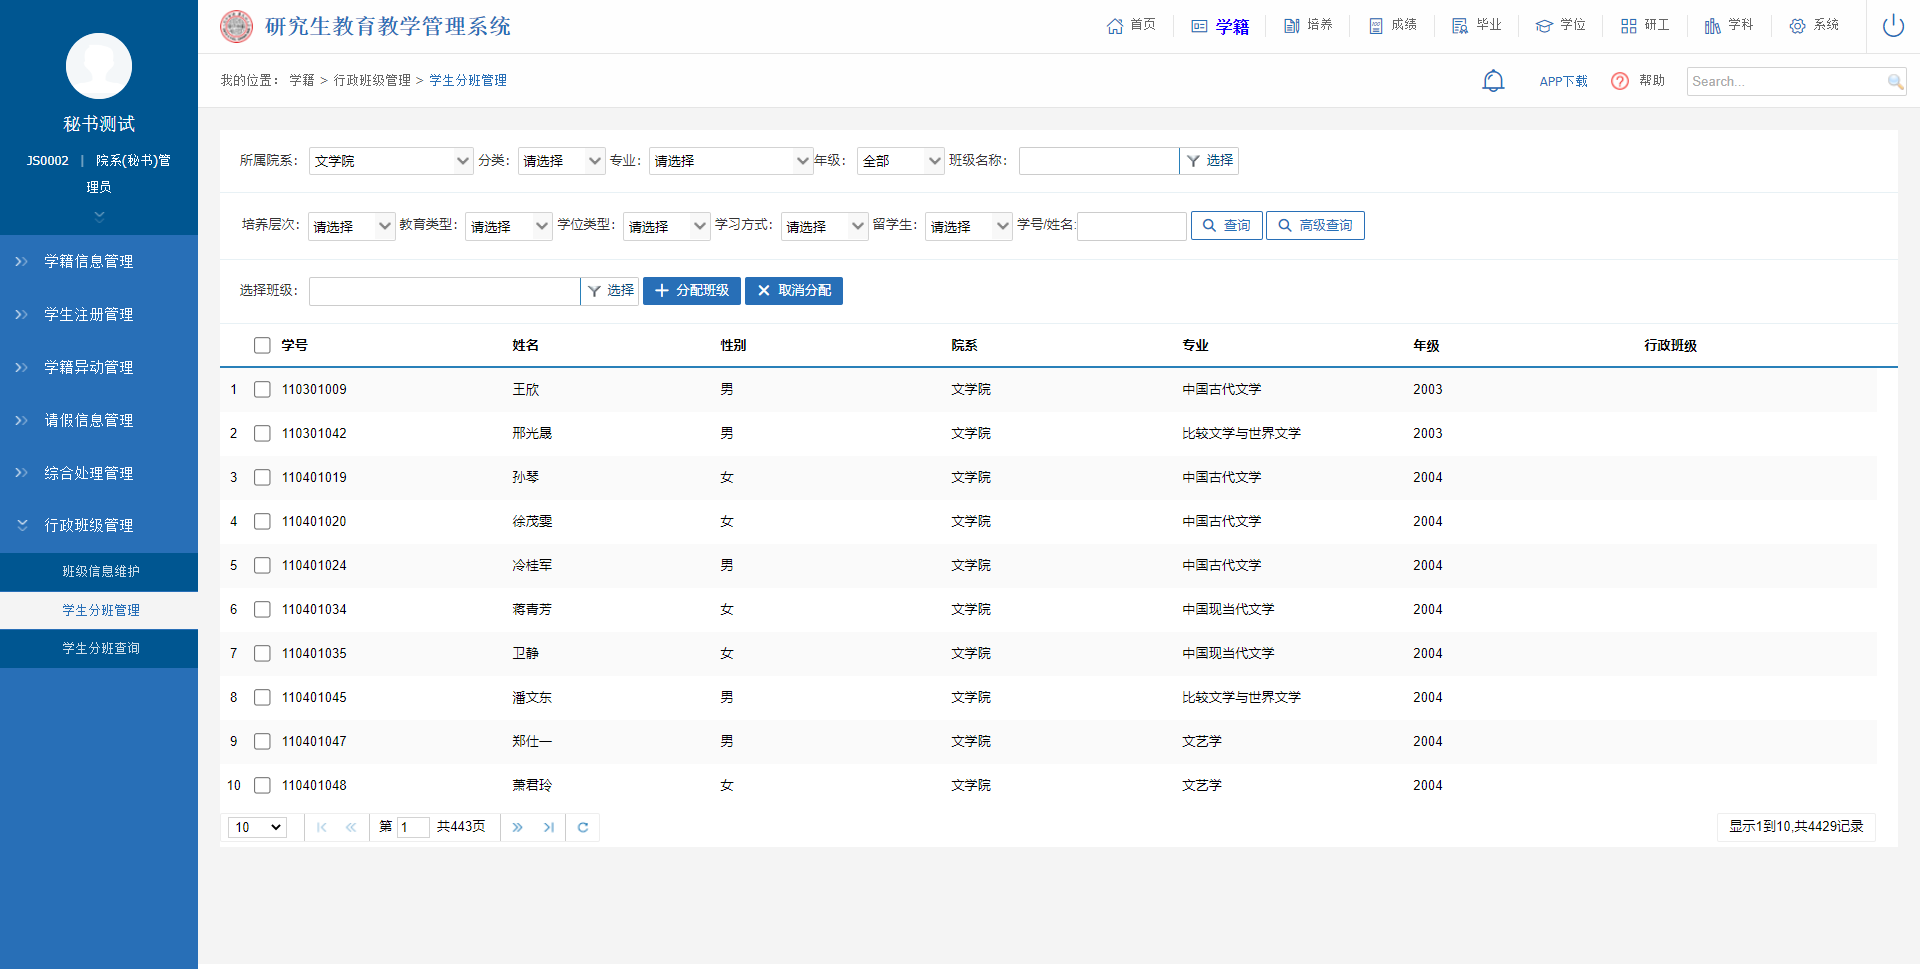 研究生教育教学管理系统
首页 学籍 培养 成绩 毕业 学位 研工 学科 系统
秘书测试
JS0002 | 院系(秘书)管
理员
我的位置： 学籍 > 行政班级管理 > 学生分班管理
APP下载 帮助 Search...
学籍信息管理
学生注册管理
学籍异动管理
请假信息管理
综合处理管理
行政班级管理
班级信息维护
学生分班管理
学生分班查询
所属院系： 文学院 分类： 请选择 专业： 请选择 年级： 全部 班级名称： 选择
培养层次： 请选择 教育类型： 请选择 学位类型： 请选择 学习方式： 请选择 留学生： 请选择 学号/姓名: 查询 高级查询
选择班级： 选择 分配班级 取消分配
学号 姓名 性别 院系 专业 年级 行政班级
1 110301009 王欣 男 文学院 中国古代文学 2003
2 110301042 邢光晟 男 文学院 比较文学与世界文学 2003
3 110401019 孙琴 女 文学院 中国古代文学 2004
4 110401020 徐茂雯 女 文学院 中国古代文学 2004
5 110401024 冷桂军 男 文学院 中国古代文学 2004
6 110401034 蒋青芳 女 文学院 中国现当代文学 2004
7 110401035 卫静 女 文学院 中国现当代文学 2004
8 110401045 潘文东 男 文学院 比较文学与世界文学 2004
9 110401047 郑仕一 男 文学院 文艺学 2004
10 110401048 萧君玲 女 文学院 文艺学 2004
10 第 1 共443页 显示1到10,共4429记录